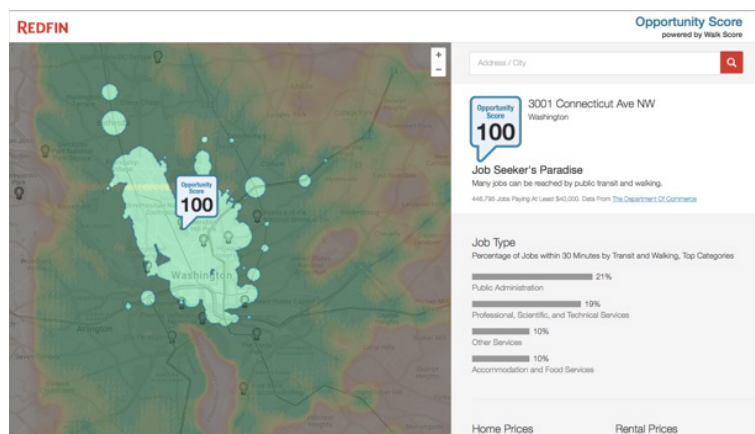 REDFIN
Opportunity Score
powered by Walk Score
+
−
Address / City
Opportunity
Score
100
3001 Connecticut Ave NW
Washington
Job Seeker's Paradise
Many jobs can be reached by public transit and walking.
446,795 Jobs Paying At Least $40,000. Data From The Department Of Commerce
Opportunity
Score
100
Washington
Arlington
Job Type
Percentage of Jobs within 30 Minutes by Transit and Walking, Top Categories
21%
Public Administration
19%
Professional, Scientific, and Technical Services
10%
Other Services
10%
Accommodation and Food Services
Home Prices
Rental Prices